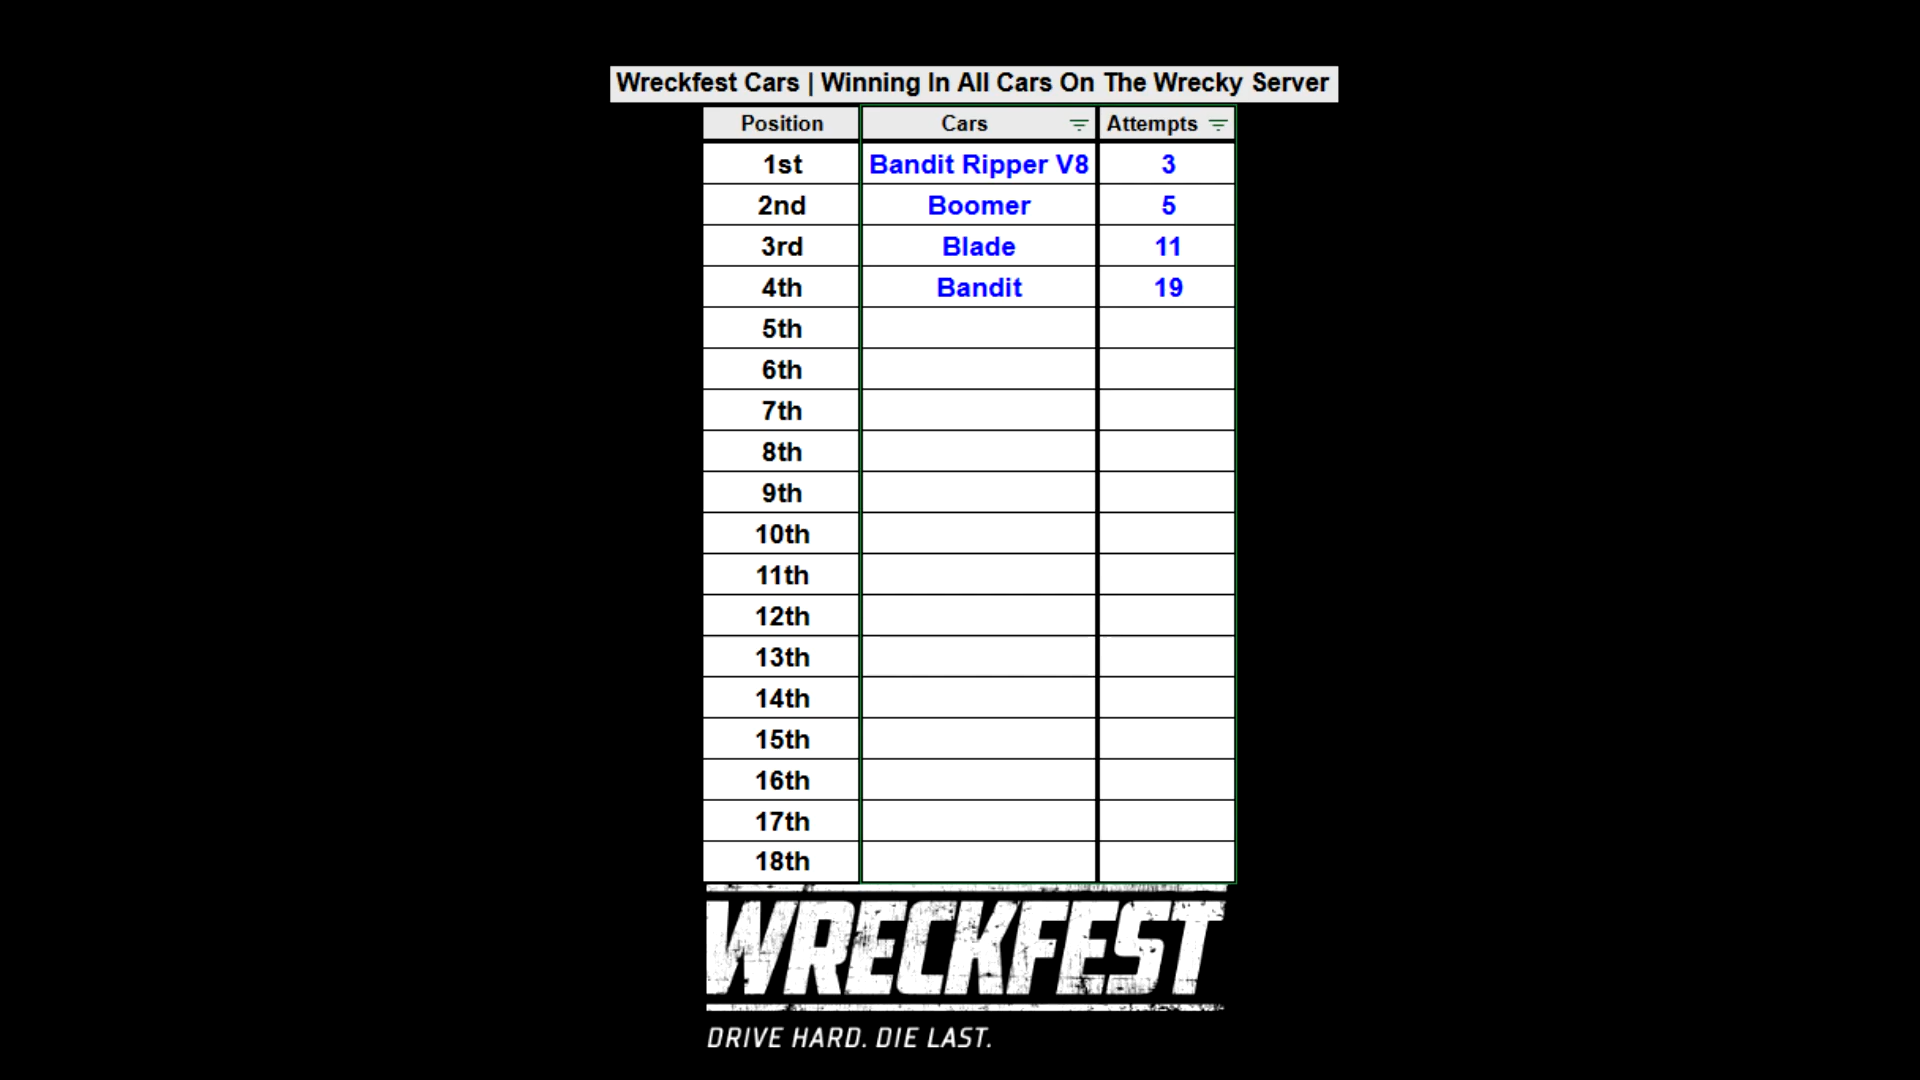 Wreckfest Cars | Winning In All Cars On The Wrecky Server
Position Cars Attempts
1st Bandit Ripper V8 3
2nd Boomer 5
3rd Blade 11
4th Bandit 19
5th
6th
7th
8th
9th
10th
11th
12th
13th
14th
15th
16th
17th
18th
WRECKFEST
DRIVE HARD. DIE LAST.